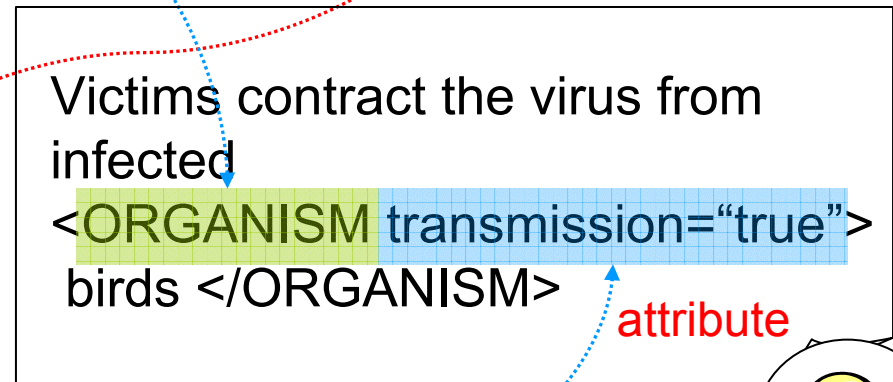 Victims contract the virus from
infected
<ORGANISM transmission=“true”>
birds </ORGANISM>
attribute